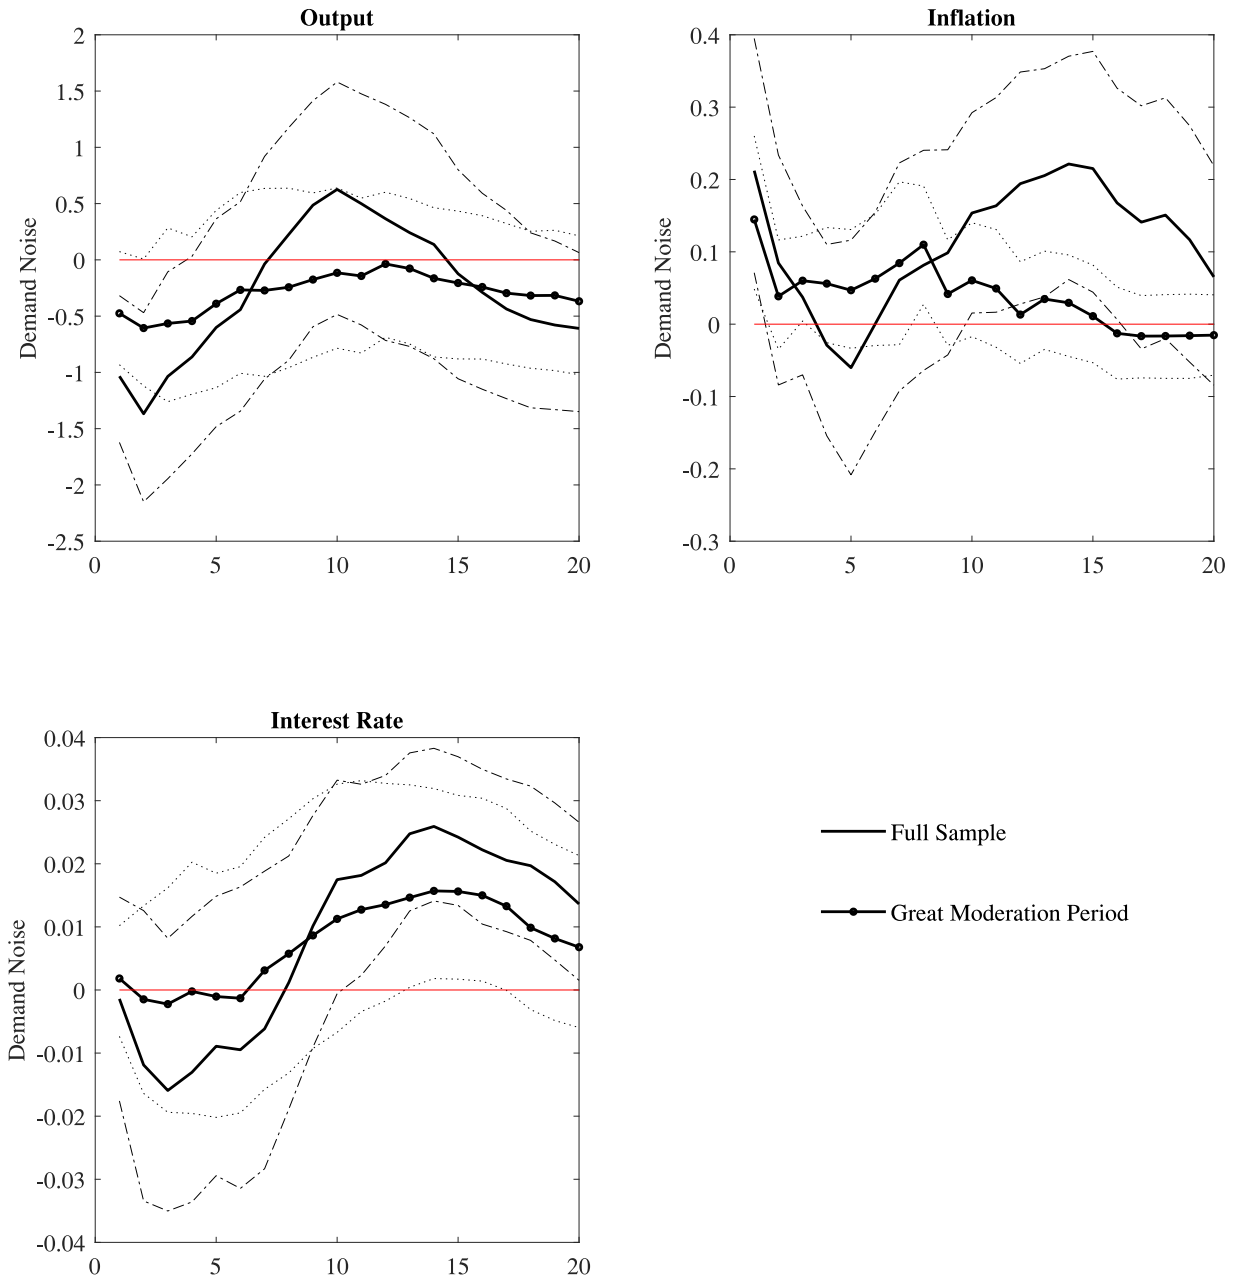 Output
2
1.5
1
0.5
0
-0.5
-1
-1.5
-2
-2.5
Demand Noise
0 5 10 15 20
Inflation
0.4
0.3
0.2
0.1
0
-0.1
-0.2
-0.3
Demand Noise
0 5 10 15 20
Interest Rate
0.04
0.03
0.02
0.01
0
-0.01
-0.02
-0.03
-0.04
Demand Noise
0 5 10 15 20
Full Sample
Great Moderation Period